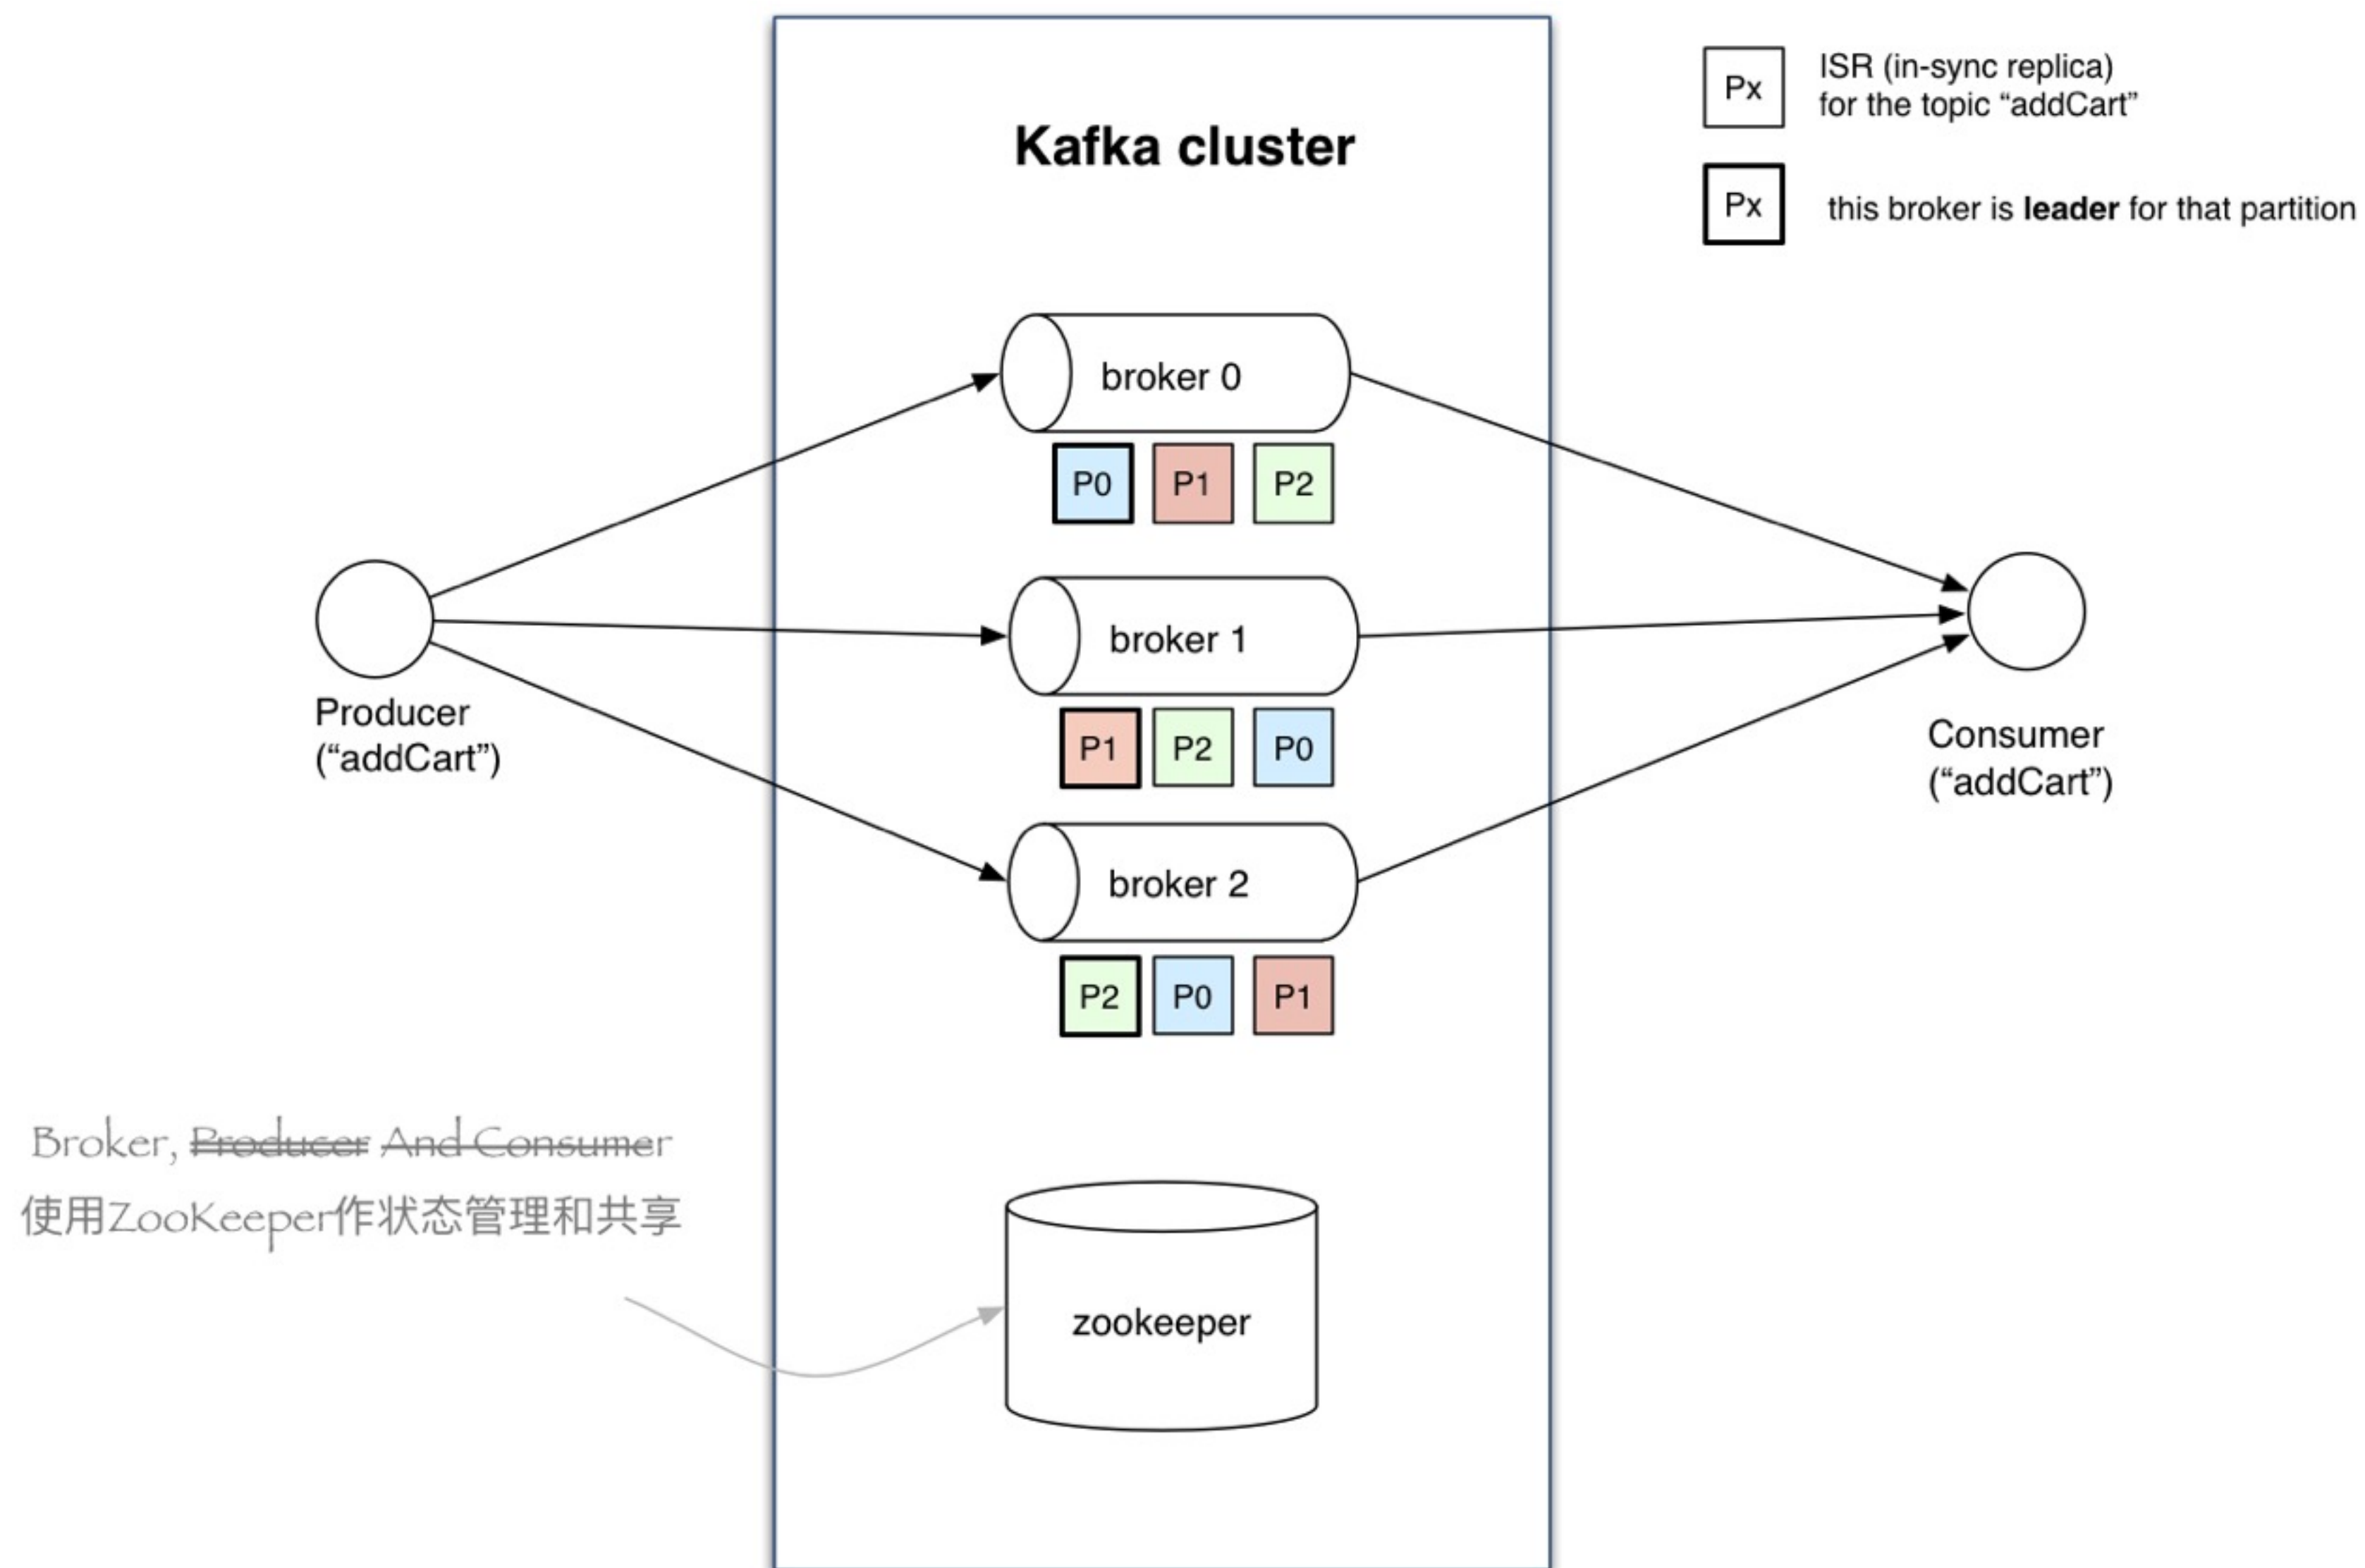 Kafka cluster
Px
ISR (in-sync replica)
for the topic “addCart”
Px
this broker is leader for that partition
broker 0
P0 P1 P2
broker 1
P1 P2 P0
broker 2
P2 P0 P1
Producer
(“addCart”)
Consumer
(“addCart”)
Broker, Producer And Consumer
使用ZooKeeper作状态管理和共享
zookeeper